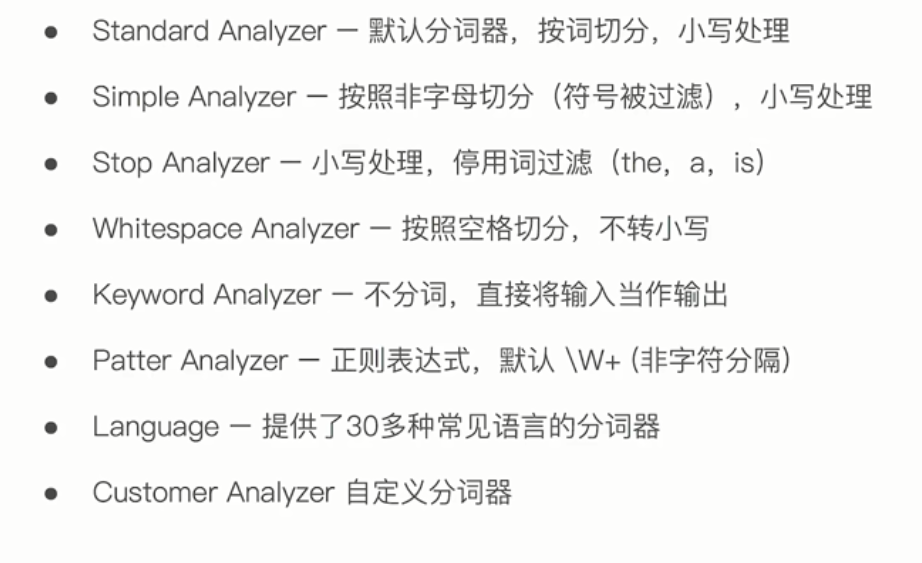 ● Standard Analyzer – 默认分词器，按词切分，小写处理
● Simple Analyzer – 按照非字母切分（符号被过滤），小写处理
● Stop Analyzer – 小写处理，停用词过滤（the，a，is）
● Whitespace Analyzer – 按照空格切分，不转小写
● Keyword Analyzer – 不分词，直接将输入当作输出
● Patter Analyzer – 正则表达式，默认 \W+ (非字符分隔)
● Language – 提供了30多种常见语言的分词器
● Customer Analyzer 自定义分词器